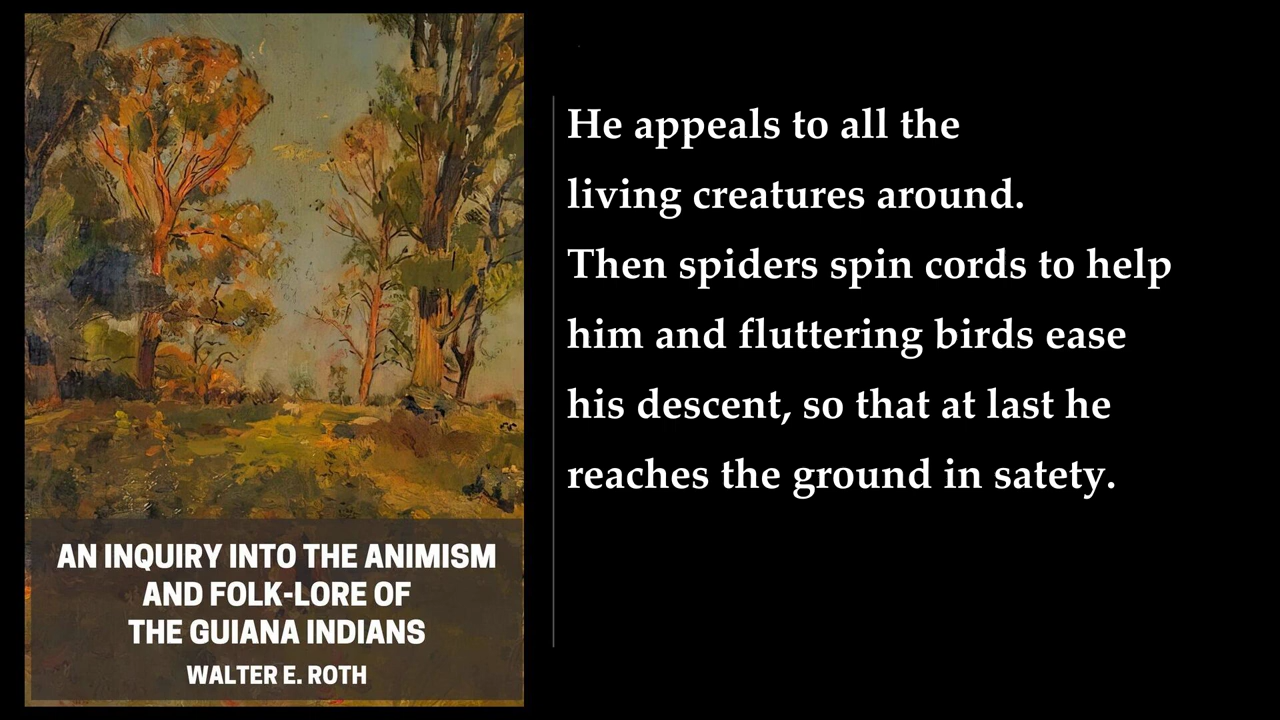 He appeals to all the
living creatures around.
Then spiders spin cords to help
him and fluttering birds ease
his descent, so that at last he
reaches the ground in satety.
AN INQUIRY INTO THE ANIMISM
AND FOLK-LORE OF
THE GUIANA INDIANS
WALTER E. ROTH